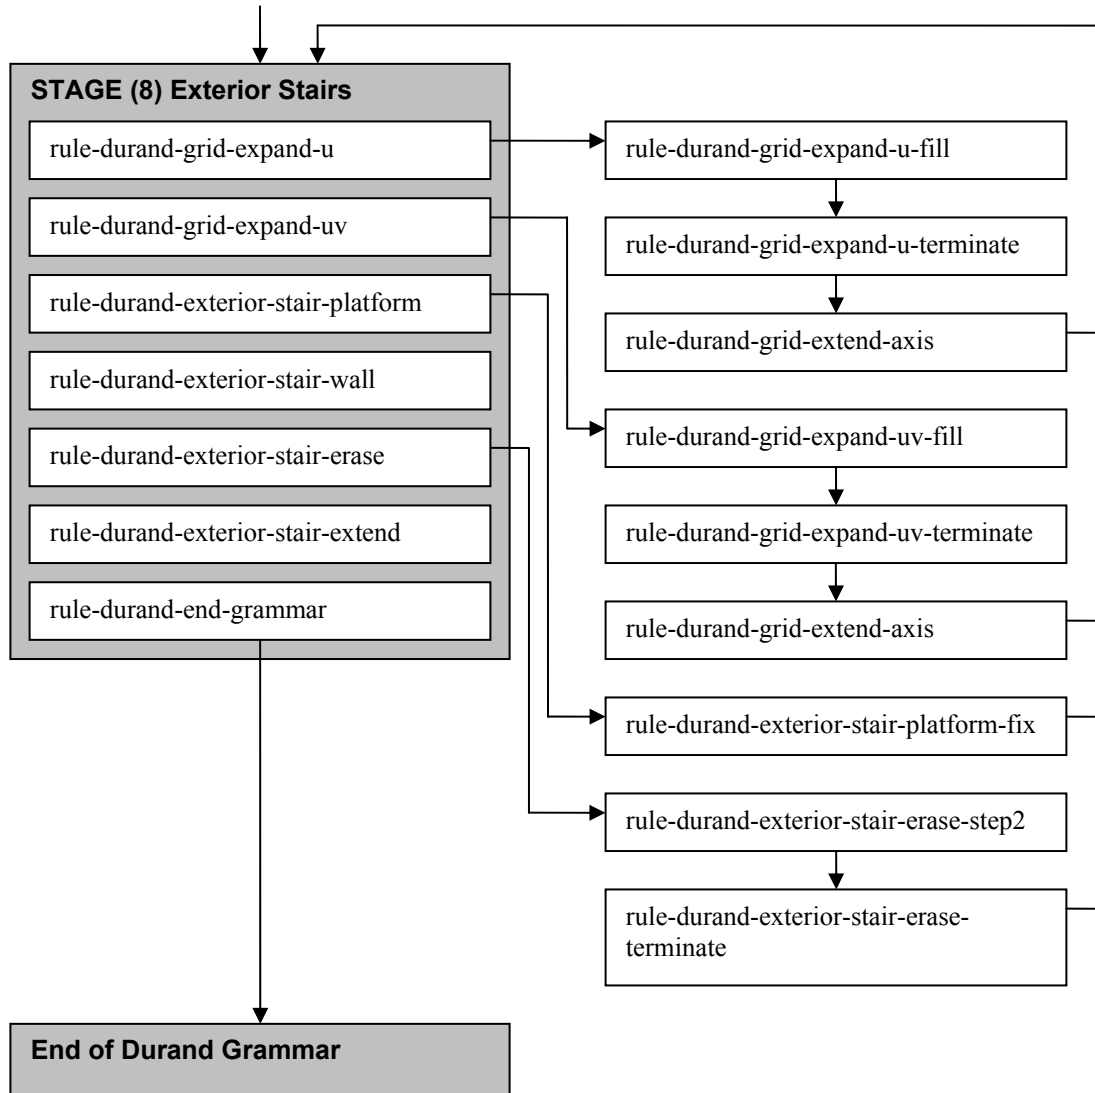 STAGE (8) Exterior Stairs
rule-durand-grid-expand-u
rule-durand-grid-expand-uv
rule-durand-exterior-stair-platform
rule-durand-exterior-stair-wall
rule-durand-exterior-stair-erase
rule-durand-exterior-stair-extend
rule-durand-end-grammar
rule-durand-grid-expand-u-fill
rule-durand-grid-expand-u-terminate
rule-durand-grid-extend-axis
rule-durand-grid-expand-uv-fill
rule-durand-grid-expand-uv-terminate
rule-durand-grid-extend-axis
rule-durand-exterior-stair-platform-fix
rule-durand-exterior-stair-erase-step2
rule-durand-exterior-stair-erase-
terminate
End of Durand Grammar